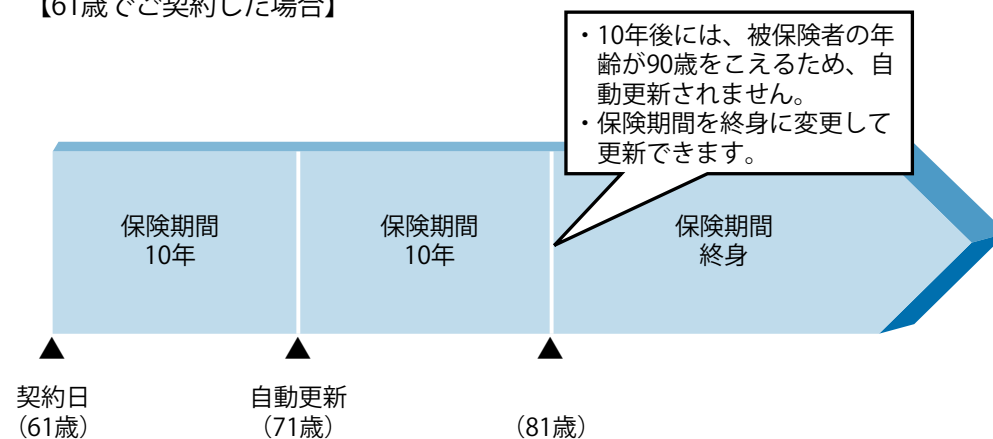 【61歳でご契約した場合】
・10年後には、被保険者の年
齢が90歳をこえるため、自
動更新されません。
・保険期間を終身に変更して
更新できます。
保険期間
10年
保険期間
10年
保険期間
終身
契約日
（61歳）
自動更新
（71歳）
（81歳）